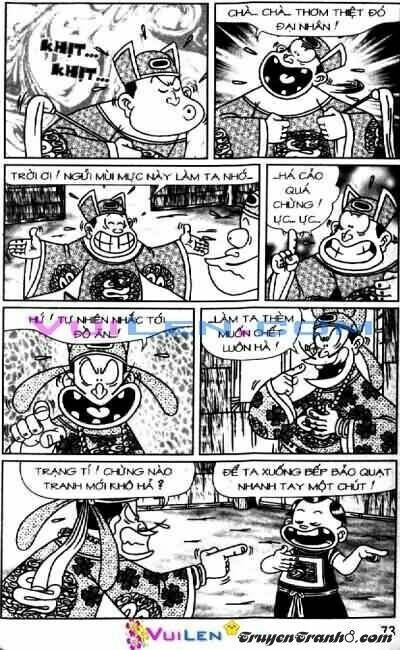 KHỊT...
KHỊT...
CHÀ... CHÀ... THƠM THIỆT ĐÓ
ĐẠI NHÂN !
TRỜI ƠI ! NGỬI MÙI MỰC NÀY LÀM TA NHỚ...
...HÁ CẢO
QUÁ
CHỪNG !
ỰC... ỰC...
HỨ ! TỰ NHIÊN NHẮC TỚI
ĐỒ ĂN...
LÀM TA THÈM
MUỐN CHẾT
LUÔN HÀ !
VUILEN.COM
TRẠNG TÍ ! CHỪNG NÀO
TRANH MỚI KHÔ HẢ ?
ĐỂ TA XUỐNG BẾP BẢO QUẠT
NHANH TAY MỘT CHÚT !
73
VUILEN
TruyenTranh8.com